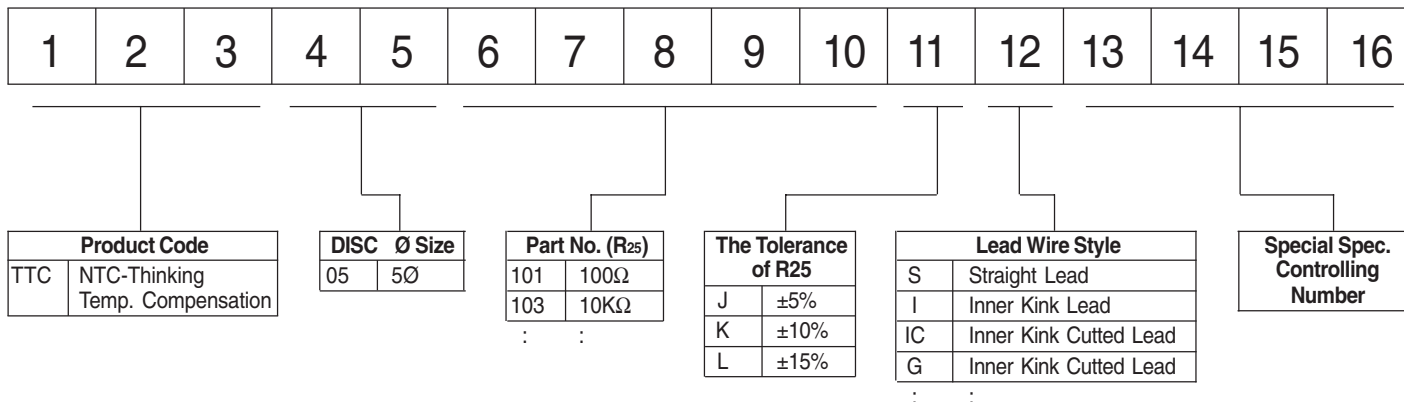 1 2 3 4 5 6 7 8 9 10 11 12 13 14 15 16
Product Code
TTC NTC-Thinking
Temp. Compensation
DISC Ø Size
05 5Ø
Part No. (R25)
101 100Ω
103 10KΩ
: :
The Tolerance
of R25
J ±5%
K ±10%
L ±15%
Lead Wire Style
S Straight Lead
I Inner Kink Lead
IC Inner Kink Cutted Lead
G Inner Kink Cutted Lead
: :
Special Spec.
Controlling
Number